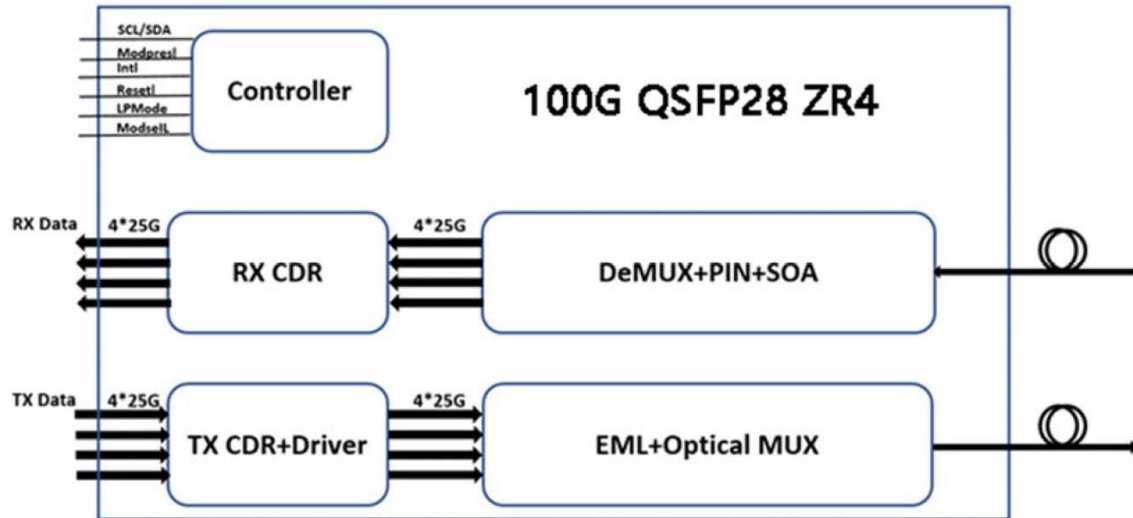 SCL/SDA
Modpresl
Intl
Resetl
LPMode
ModselL
Controller
100G QSFP28 ZR4
RX Data
4*25G
4*25G
RX CDR
DeMUX+PIN+SOA
TX Data
4*25G
4*25G
TX CDR+Driver
EML+Optical MUX